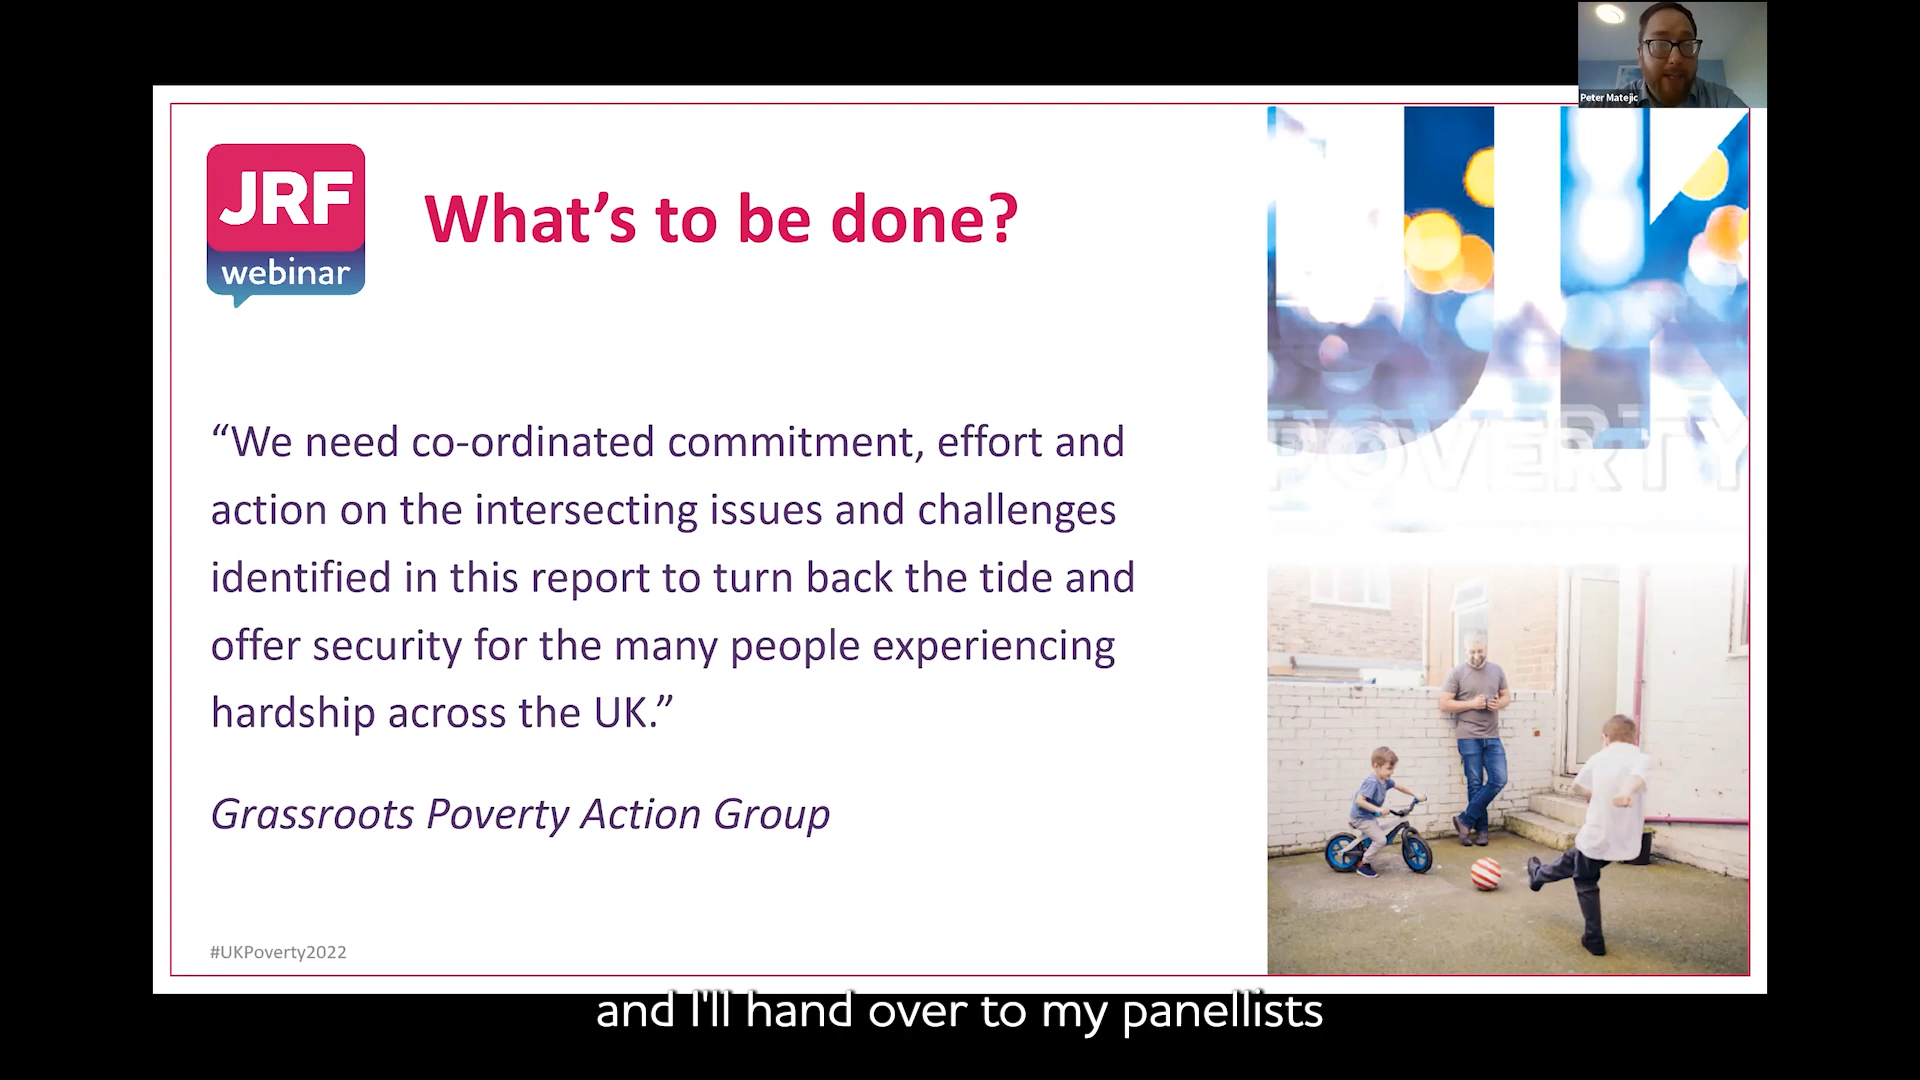 Peter Matejic
JRF
webinar
What’s to be done?
UK
POVERTY
“We need co-ordinated commitment, effort and
action on the intersecting issues and challenges
identified in this report to turn back the tide and
offer security for the many people experiencing
hardship across the UK.”
Grassroots Poverty Action Group
#UKPoverty2022
and I'll hand over to my panellists